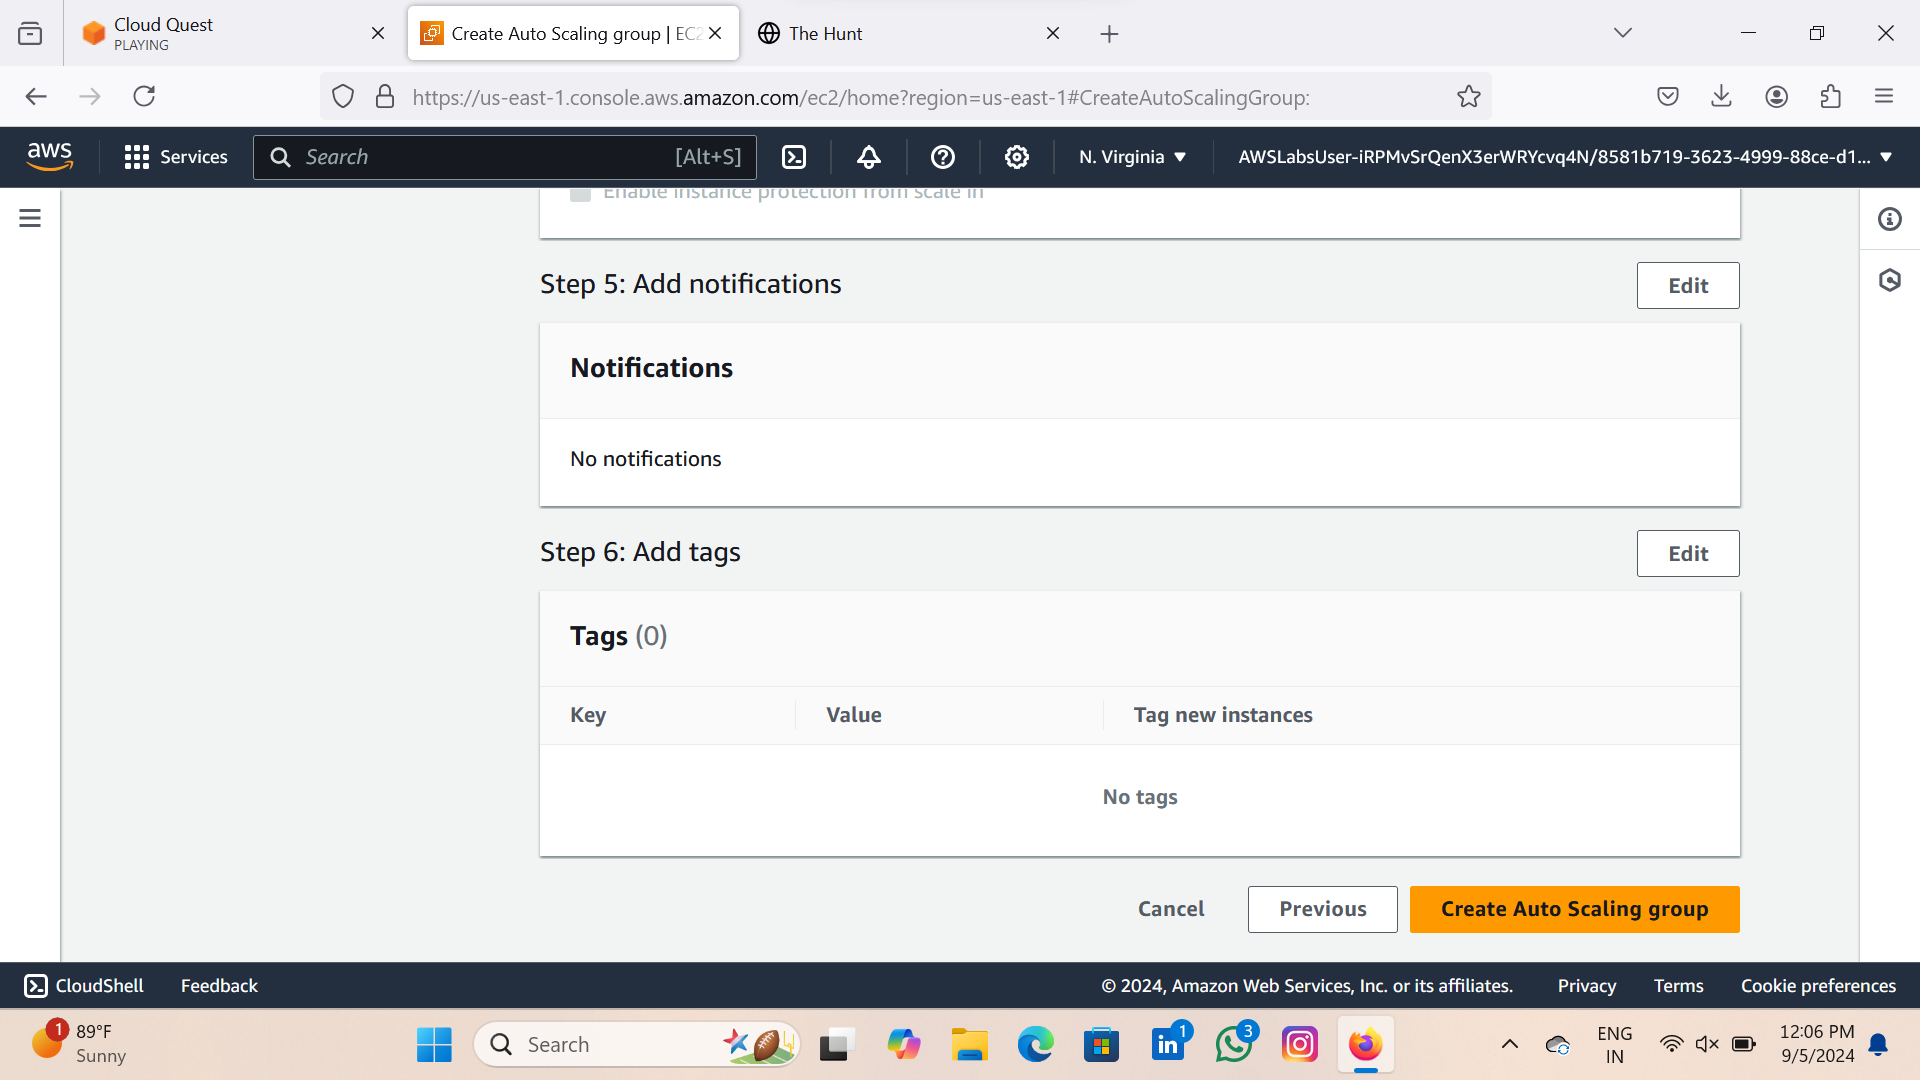 Cloud Quest
PLAYING
Create Auto Scaling group | EC2
The Hunt
https://us-east-1.console.aws.amazon.com/ec2/home?region=us-east-1#CreateAutoScalingGroup:
aws
Services
Search
[Alt+S]
N. Virginia
AWSLabsUser-iRPMvSrQenX3erWRYcvq4N/8581b719-3623-4999-88ce-d1...
Enable instance protection from scale in
Step 5: Add notifications
Edit
Notifications
No notifications
Step 6: Add tags
Edit
Tags (0)
Key
Value
Tag new instances
No tags
Cancel
Previous
Create Auto Scaling group
CloudShell
Feedback
© 2024, Amazon Web Services, Inc. or its affiliates.
Privacy
Terms
Cookie preferences
1
89°F
Sunny
Search
in
1
3
ENG
IN
12:06 PM
9/5/2024